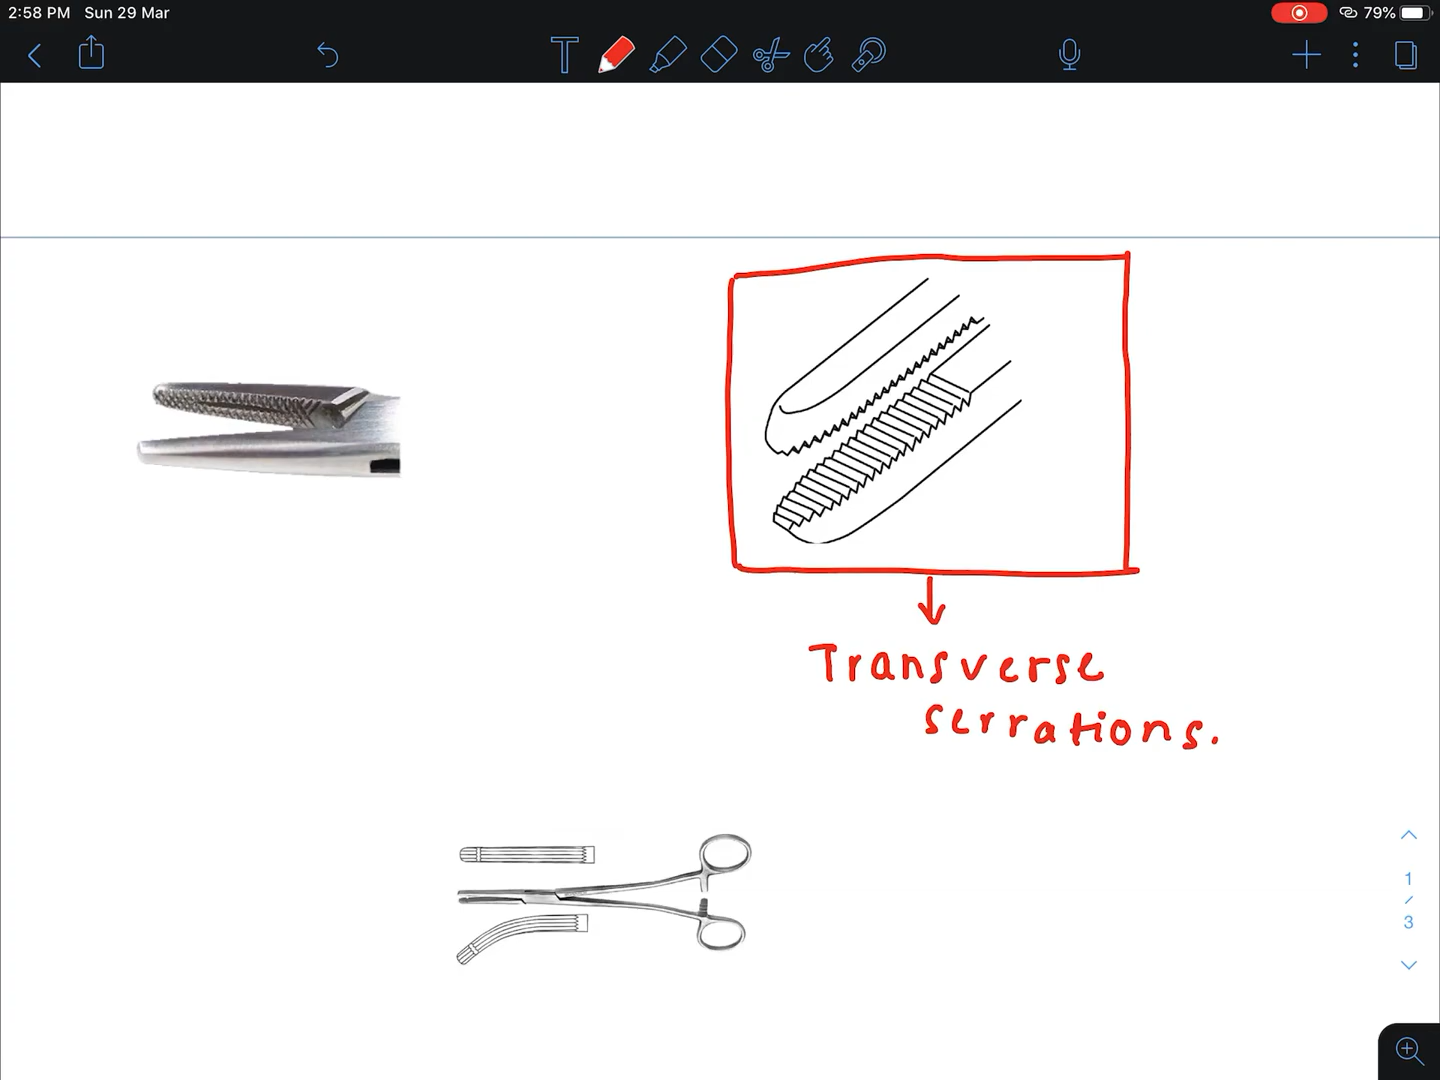 2:58 PM Sun 29 Mar
79%
T
Transverse
serrations.
1
/
3